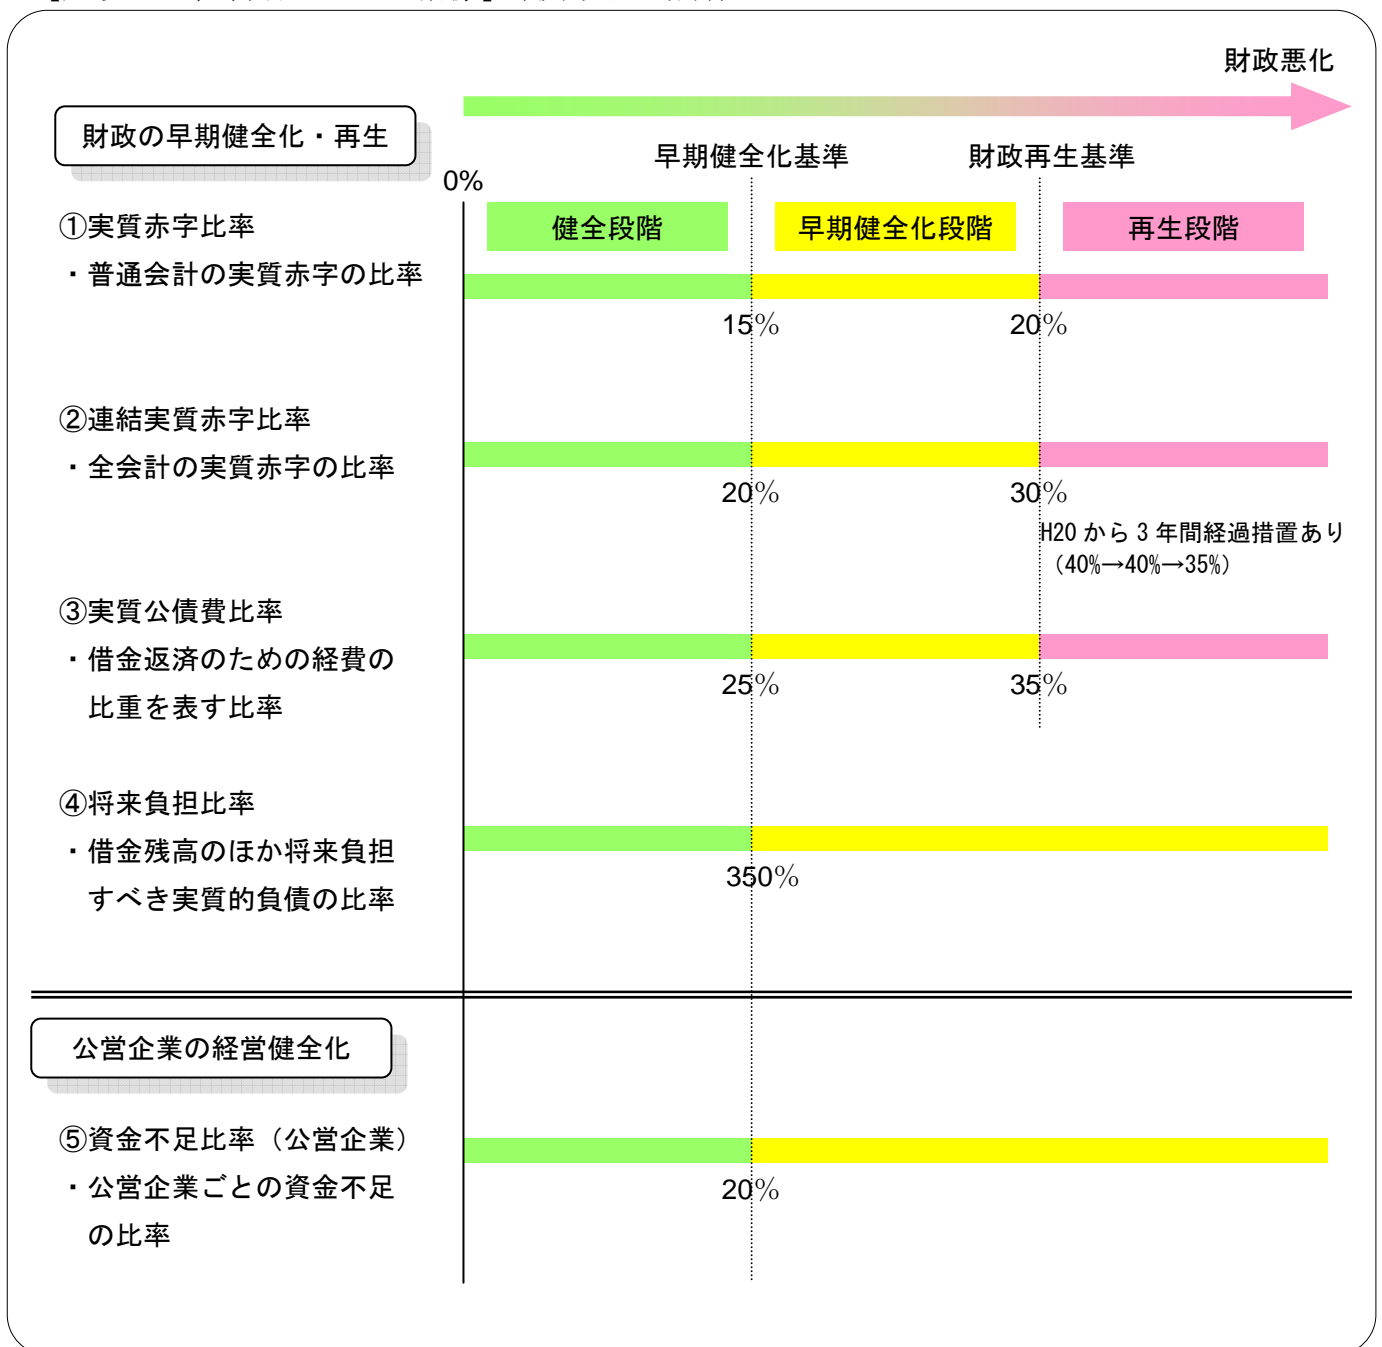 財政悪化
財政の早期健全化・再生
早期健全化基準
財政再生基準
0%
①実質赤字比率
健全段階
早期健全化段階
再生段階
・普通会計の実質赤字の比率
15%
20%
②連結実質赤字比率
・全会計の実質赤字の比率
20%
30%
H20 から 3 年間経過措置あり
(40%→40%→35%)
③実質公債費比率
・借金返済のための経費の
比重を表す比率
25%
35%
④将来負担比率
・借金残高のほか将来負担
すべき実質的負債の比率
350%
公営企業の経営健全化
⑤資金不足比率（公営企業）
・公営企業ごとの資金不足
の比率
20%